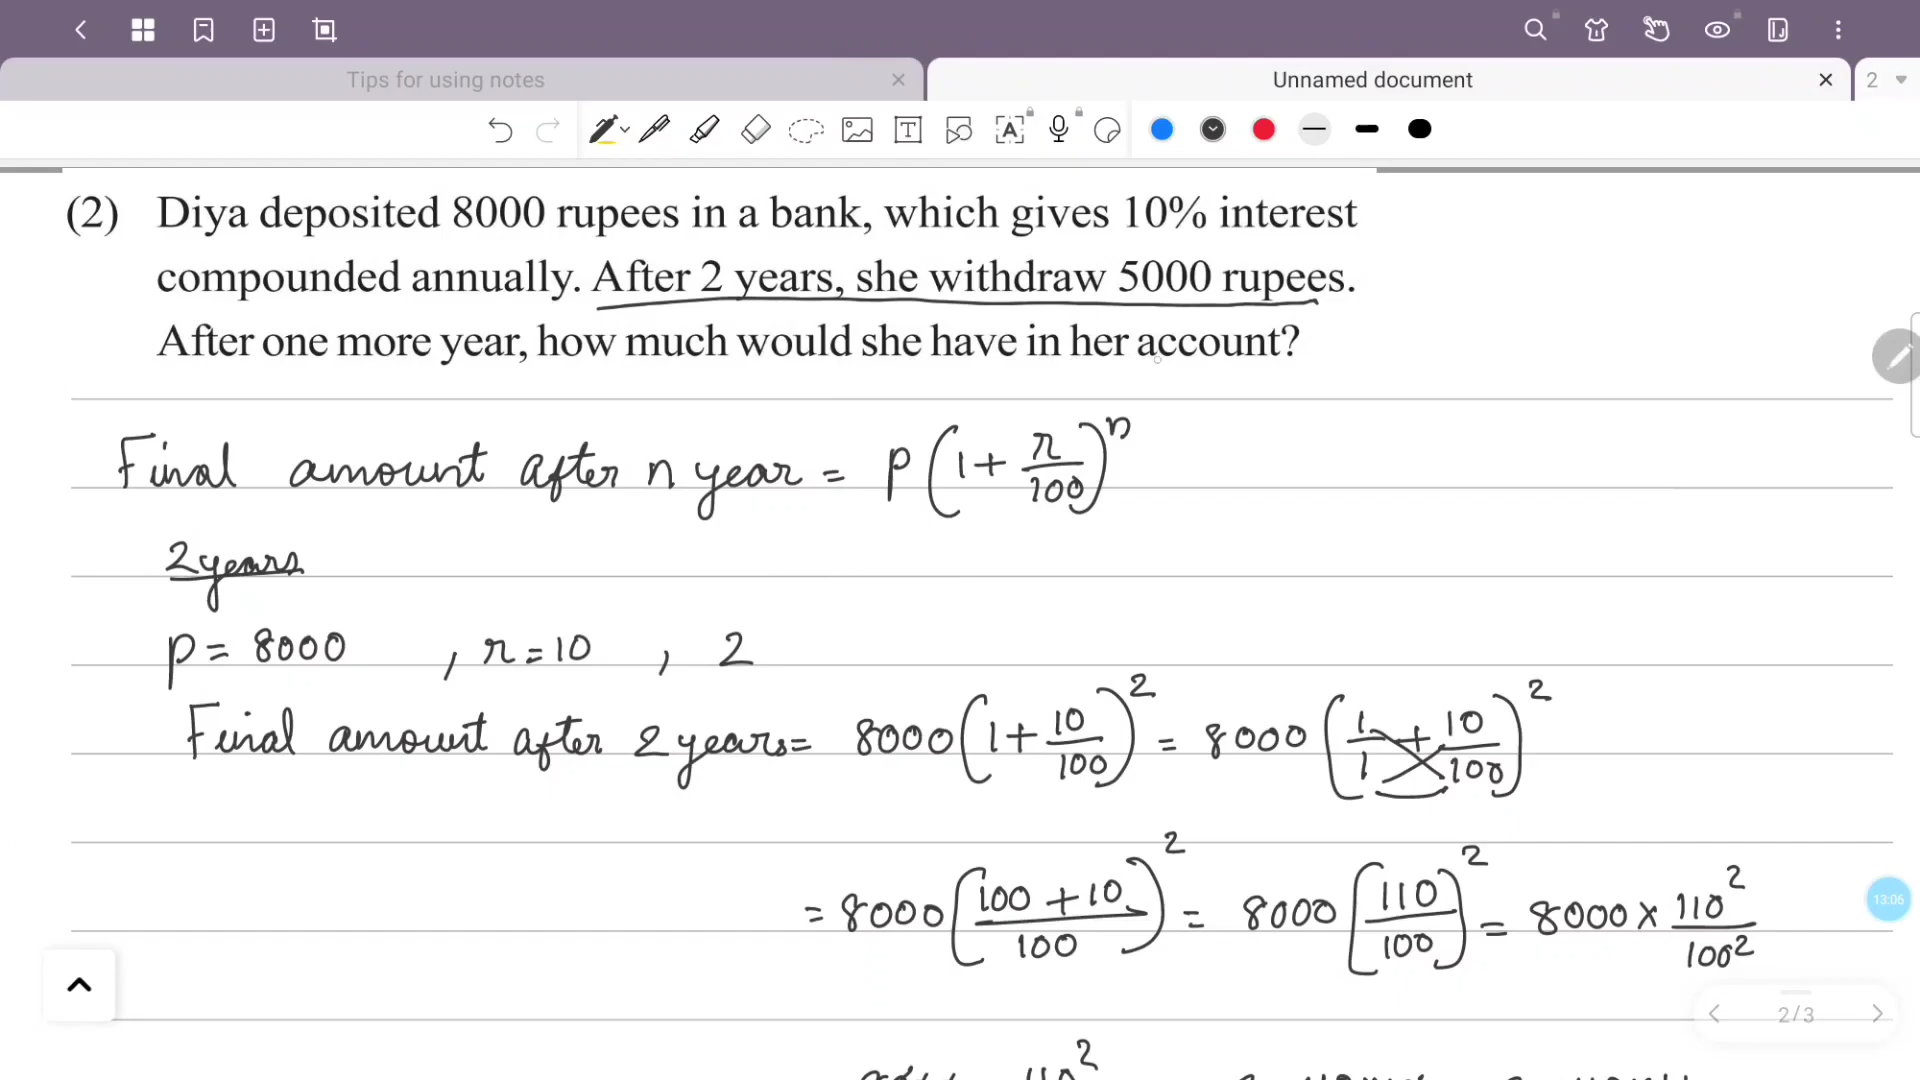 Tips for using notes
Unnamed document
2
(2) Diya deposited 8000 rupees in a bank, which gives 10% interest
compounded annually. After 2 years, she withdraw 5000 rupees.
After one more year, how much would she have in her account?
Final amount after n year = P(1 + r/100)^n
2 years
p = 8000 , r = 10 , 2
Final amount after 2 years = 8000(1 + 10/100)^2 = 8000(1/1 + 10/100)^2
= 8000[(100 + 10)/100]^2 = 8000[110/100]^2 = 8000 × 110^2/100^2
13:06
2/3